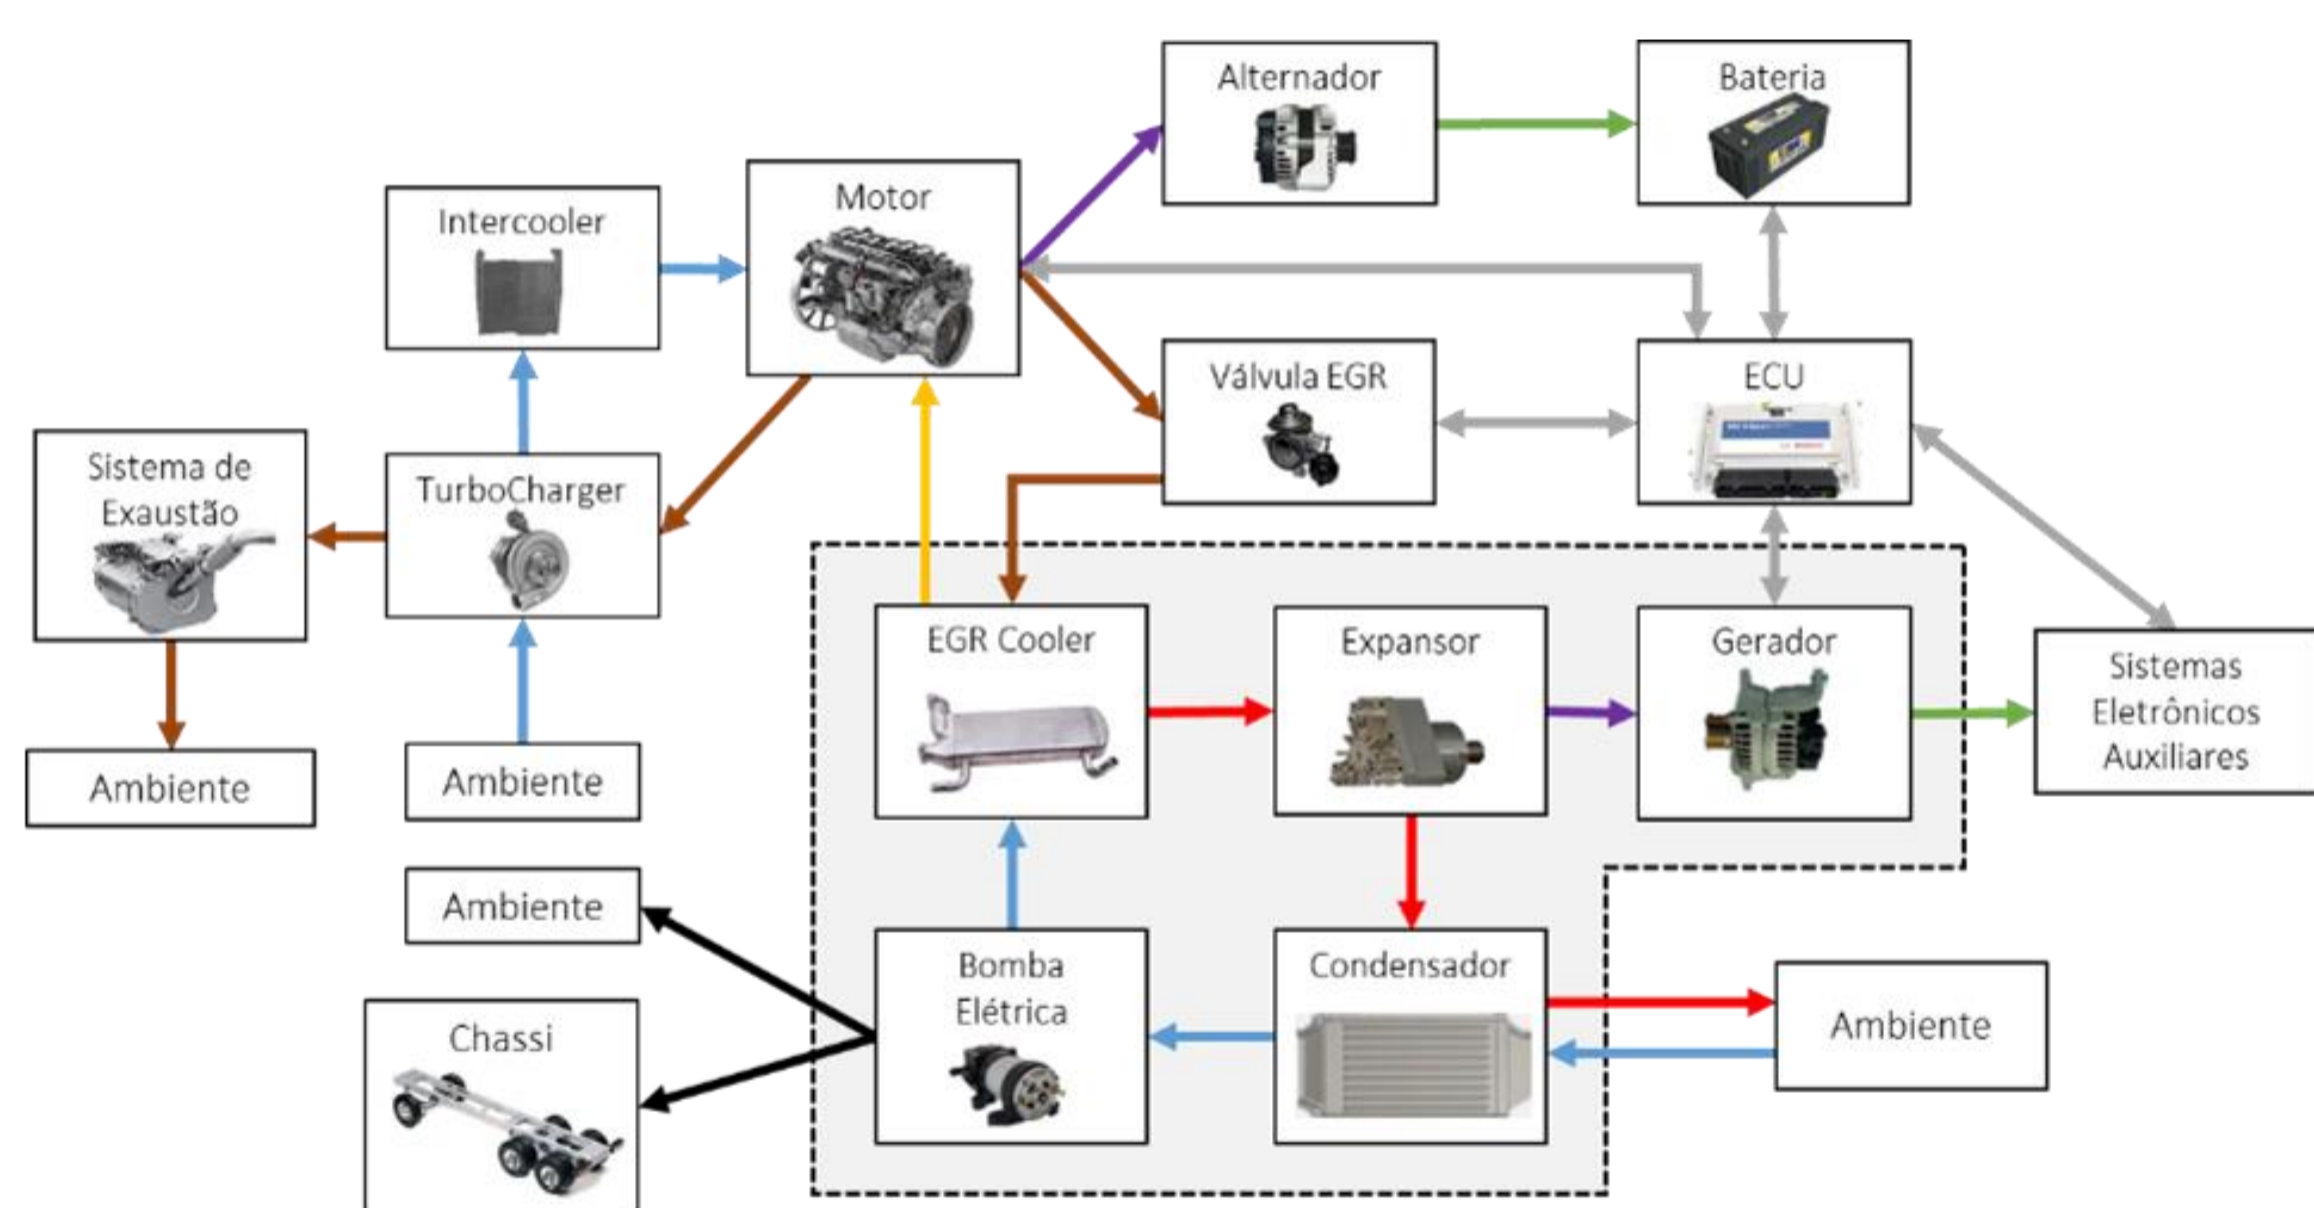 Alternador
Bateria
Motor
Intercooler
Válvula EGR
ECU
Sistema de
Exaustão
TurboCharger
EGR Cooler
Expansor
Gerador
Sistemas
Eletrônicos
Auxiliares
Ambiente
Ambiente
Ambiente
Bomba
Elétrica
Condensador
Ambiente
Chassi